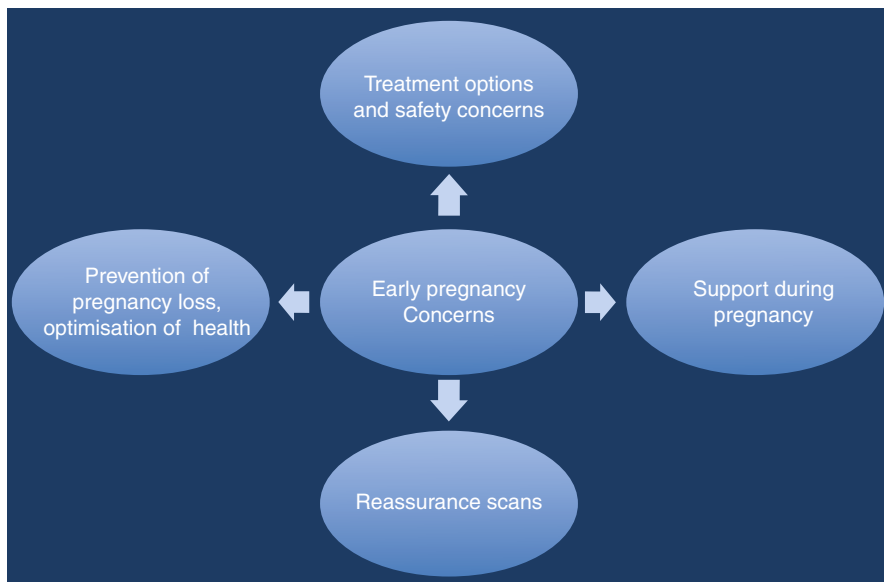 Treatment options
and safety concerns
Prevention of
pregnancy loss,
optimisation of health
Early pregnancy
Concerns
Support during
pregnancy
Reassurance scans